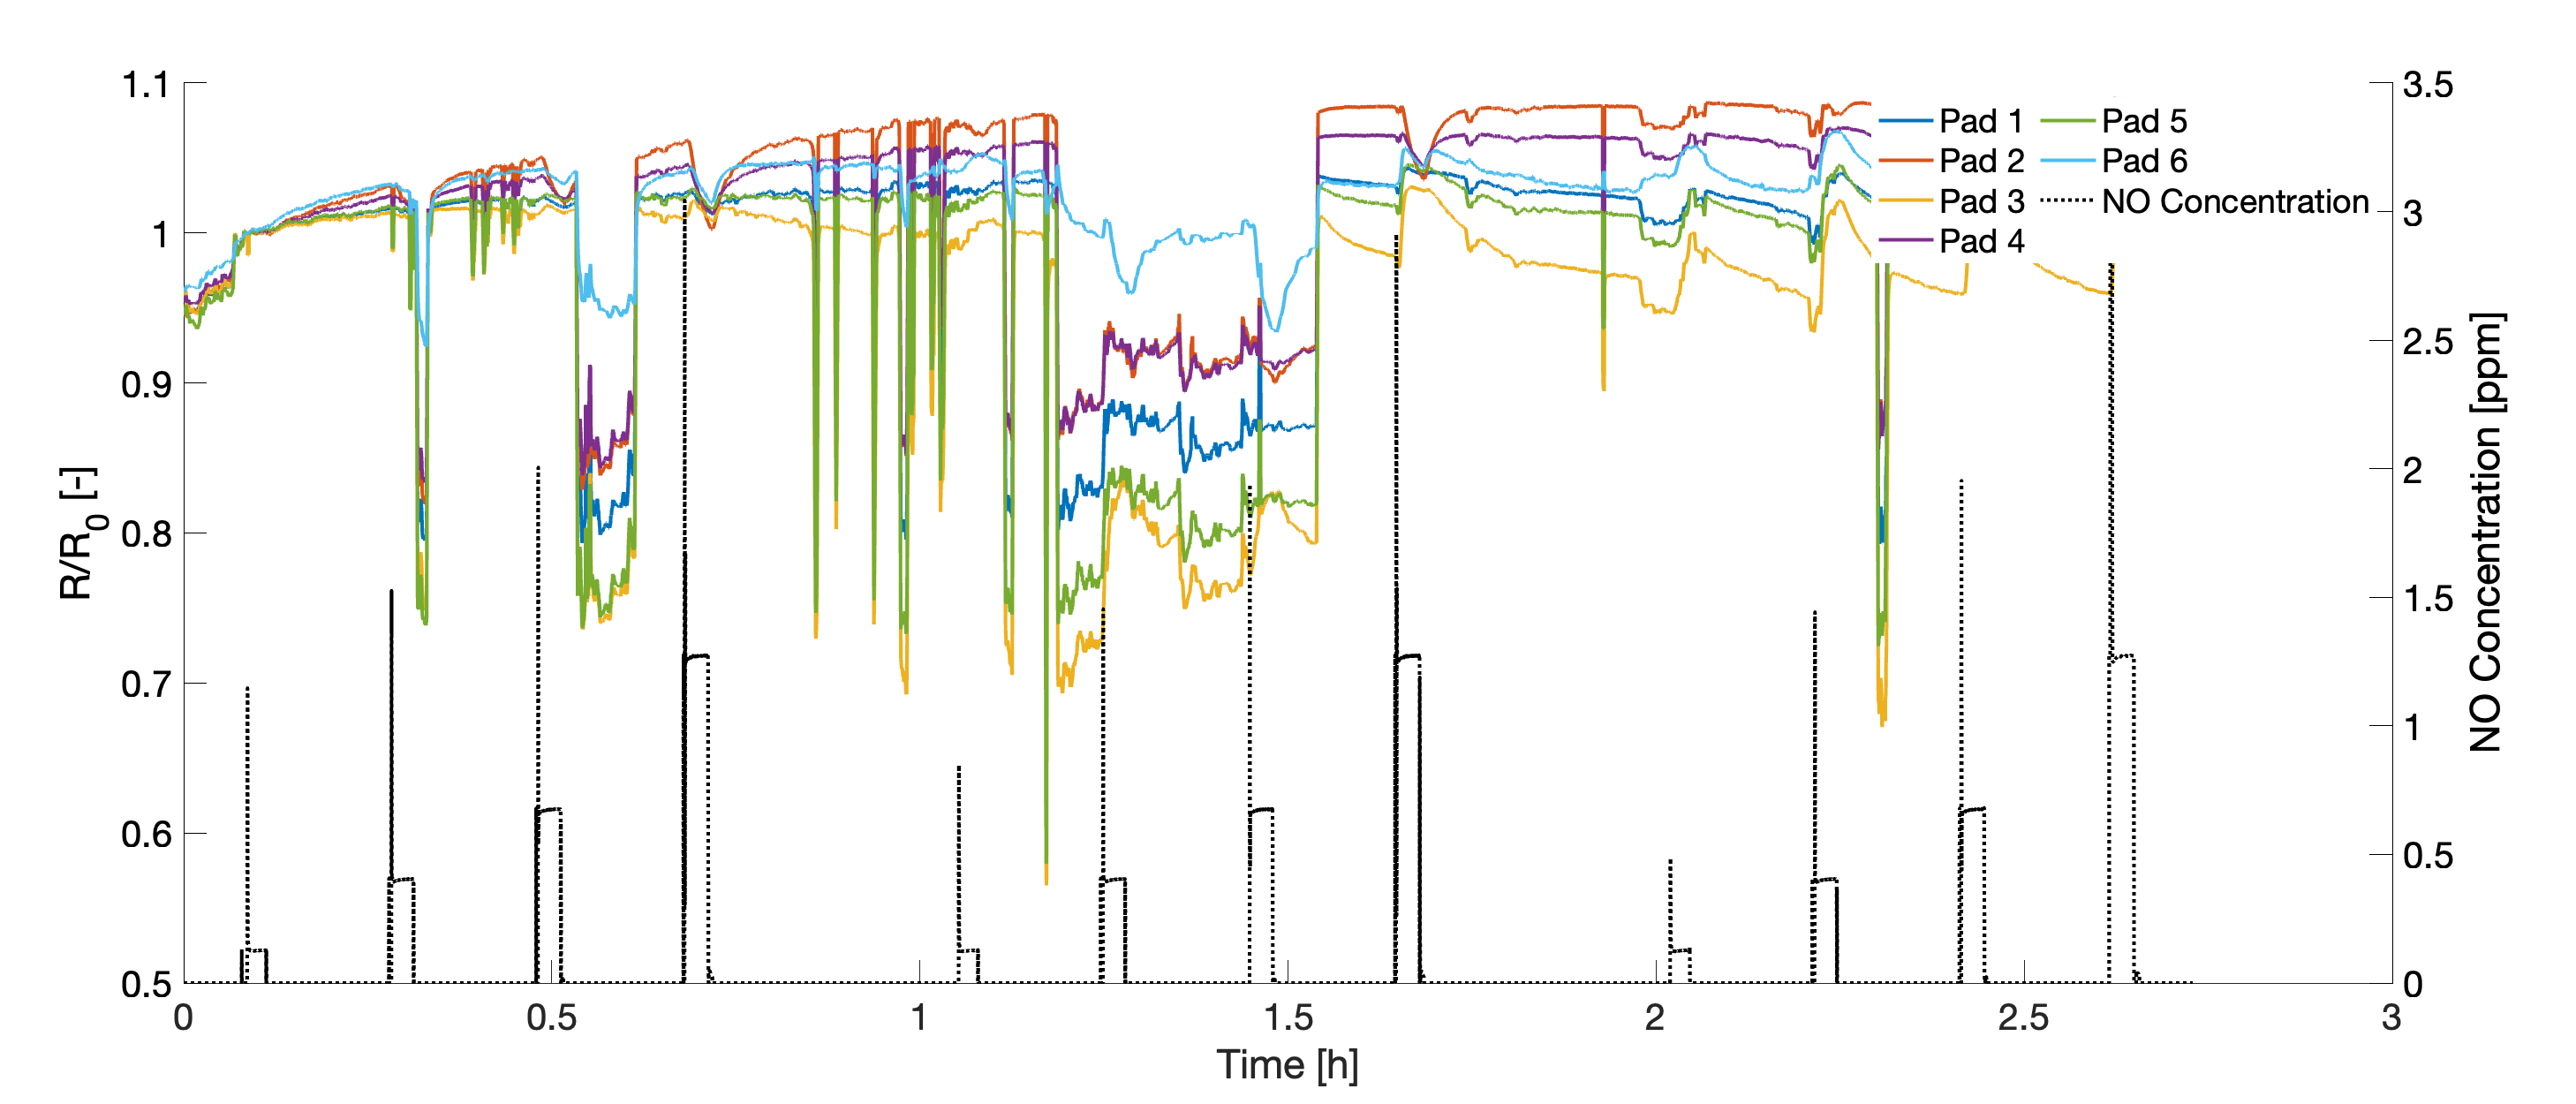 1.1
1
0.9
0.8
0.7
0.6
0.5
R/R0 [-]
0
0.5
1
1.5
2
2.5
3
Time [h]
3.5
3
2.5
2
1.5
1
0.5
0
NO Concentration [ppm]
Pad 1
Pad 2
Pad 3
Pad 4
Pad 5
Pad 6
NO Concentration